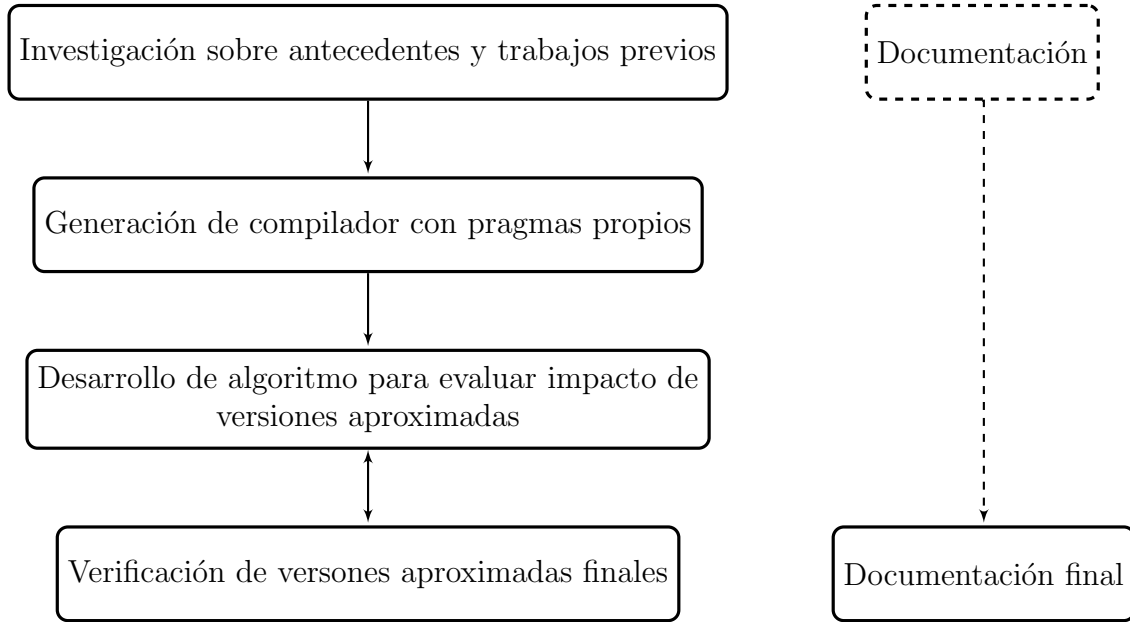 Investigación sobre antecedentes y trabajos previos
Documentación
Generación de compilador con pragmas propios
Desarrollo de algoritmo para evaluar impacto de
versiones aproximadas
Verificación de versones aproximadas finales
Documentación final